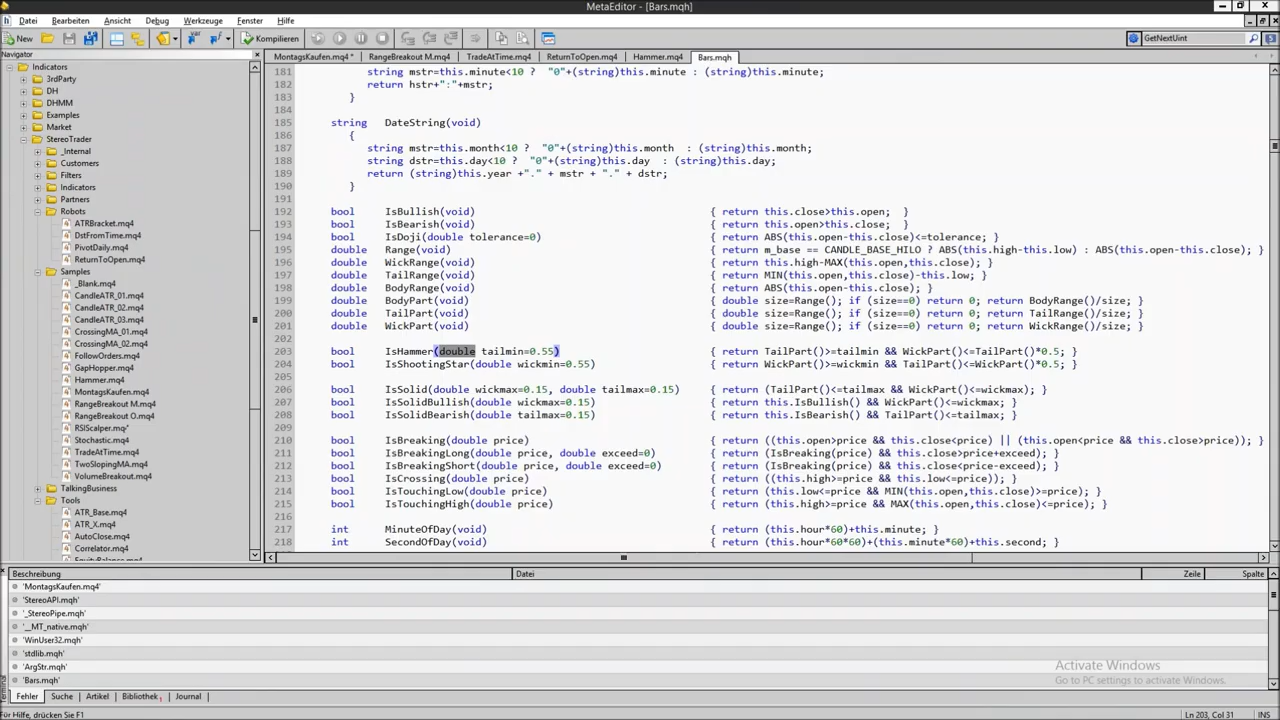 MetaEditor - [Bars.mqh]
Datei Bearbeiten Ansicht Debug Werkzeuge Fenster Hilfe
New Kompilieren GetNextUint
Navigator
MontagsKaufen.mq4 * RangeBreakout M.mq4 TradeAtTime.mq4 ReturnToOpen.mq4 Hammer.mq4 Bars.mqh
Indicators
3rdParty
DH
DHMM
Examples
Market
StereoTrader
_Internal
Customers
Filters
Indicators
Partners
Robots
ATRBracket.mq4
DstFromTime.mq4
PivotDaily.mq4
ReturnToOpen.mq4
Samples
_Blank.mq4
CandleATR_01.mq4
CandleATR_02.mq4
CandleATR_03.mq4
CrossingMA_01.mq4
CrossingMA_02.mq4
FollowOrders.mq4
GapHopper.mq4
Hammer.mq4
MontagsKaufen.mq4
RangeBreakout M.mq4
RangeBreakout O.mq4
RSIScalper.mq4*
Stochastic.mq4
TradeAtTime.mq4
TwoSlopingMA.mq4
VolumeBreakout.mq4
TalkingBusiness
Tools
ATR_Base.mq4
ATR_X.mq4
AutoClose.mq4
Correlator.mq4
EquityBalance.mq4
181 string mstr=this.minute<10 ? "0"+(string)this.minute : (string)this.minute;
182 return hstr+":"+mstr;
183 }
184
185 string DateString(void)
186 {
187 string mstr=this.month<10 ? "0"+(string)this.month : (string)this.month;
188 string dstr=this.day<10 ? "0"+(string)this.day : (string)this.day;
189 return (string)this.year +"." + mstr + "." + dstr;
190 }
191
192 bool IsBullish(void) { return this.close>this.open; }
193 bool IsBearish(void) { return this.open>this.close; }
194 bool IsDoji(double tolerance=0) { return ABS(this.open-this.close)<=tolerance; }
195 double Range(void) { return m_base == CANDLE_BASE_HILO ? ABS(this.high-this.low) : ABS(this.open-this.close); }
196 double WickRange(void) { return this.high-MAX(this.open,this.close); }
197 double TailRange(void) { return MIN(this.open,this.close)-this.low; }
198 double BodyRange(void) { return ABS(this.open-this.close); }
199 double BodyPart(void) { double size=Range(); if (size==0) return 0; return BodyRange()/size; }
200 double TailPart(void) { double size=Range(); if (size==0) return 0; return TailRange()/size; }
201 double WickPart(void) { double size=Range(); if (size==0) return 0; return WickRange()/size; }
202
203 bool IsHammer(double tailmin=0.55) { return TailPart()>=tailmin && WickPart()<=TailPart()*0.5; }
204 bool IsShootingStar(double wickmin=0.55) { return WickPart()>=wickmin && TailPart()<=WickPart()*0.5; }
205
206 bool IsSolid(double wickmax=0.15, double tailmax=0.15) { return (TailPart()<=tailmax && WickPart()<=wickmax); }
207 bool IsSolidBullish(double wickmax=0.15) { return this.IsBullish() && WickPart()<=wickmax; }
208 bool IsSolidBearish(double tailmax=0.15) { return this.IsBearish() && TailPart()<=tailmax; }
209
210 bool IsBreaking(double price) { return ((this.open>price && this.close<price) || (this.open<price && this.close>price)); }
211 bool IsBreakingLong(double price, double exceed=0) { return (IsBreaking(price) && this.close>price+exceed); }
212 bool IsBreakingShort(double price, double exceed=0) { return (IsBreaking(price) && this.close<price-exceed); }
213 bool IsCrossing(double price) { return ((this.high>=price && this.low<=price)); }
214 bool IsTouchingLow(double price) { return (this.low<=price && MIN(this.open,this.close)>=price); }
215 bool IsTouchingHigh(double price) { return (this.high>=price && MAX(this.open,this.close)<=price); }
217 int MinuteOfDay(void) { return (this.hour*60)+this.minute; }
218 int SecondOfDay(void) { return (this.hour*60*60)+(this.minute*60)+this.second; }
Beschreibung Datei Zeile Spalte
'MontagsKaufen.mq4'
'StereoAPI.mqh'
'_StereoPipe.mqh'
'__MT_native.mqh'
'WinUser32.mqh'
'stdlib.mqh'
'ArgStr.mqh'
'Bars.mqh'
Activate Windows
Go to PC settings to activate Windows.
Terminal
Fehler Suche Artikel Bibliothek Journal
Für Hilfe, drücken Sie F1 Ln 203, Col 31 INS